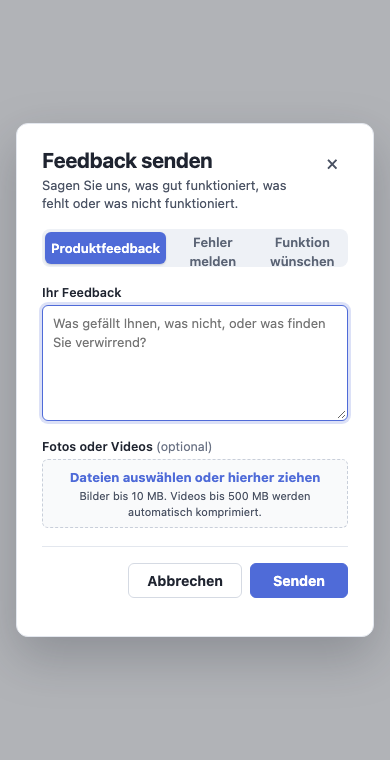 Feedback senden
×
Sagen Sie uns, was gut funktioniert, was
fehlt oder was nicht funktioniert.
Produktfeedback
Fehler
melden
Funktion
wünschen
Ihr Feedback
Was gefällt Ihnen, was nicht, oder was finden
Sie verwirrend?
Fotos oder Videos (optional)
Dateien auswählen oder hierher ziehen
Bilder bis 10 MB. Videos bis 500 MB werden
automatisch komprimiert.
Abbrechen
Senden